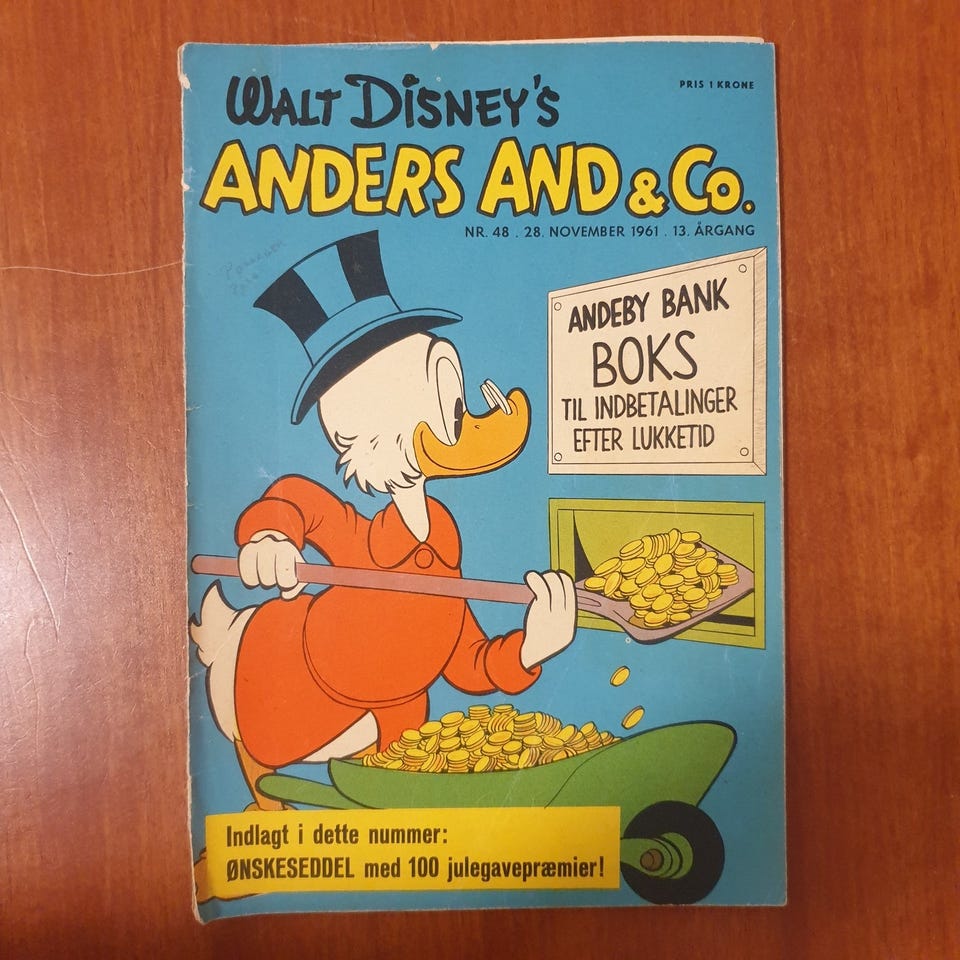 WALT DISNEY'S
PRIS 1 KRONE
ANDERS AND & CO.
NR. 48 . 28. NOVEMBER 1961 . 13. ÅRGANG
ANDEBY BANK
BOKS
TIL INDBETALINGER
EFTER LUKKETID
Indlagt i dette nummer:
ØNSKESEDDEL med 100 julegavepræmier!